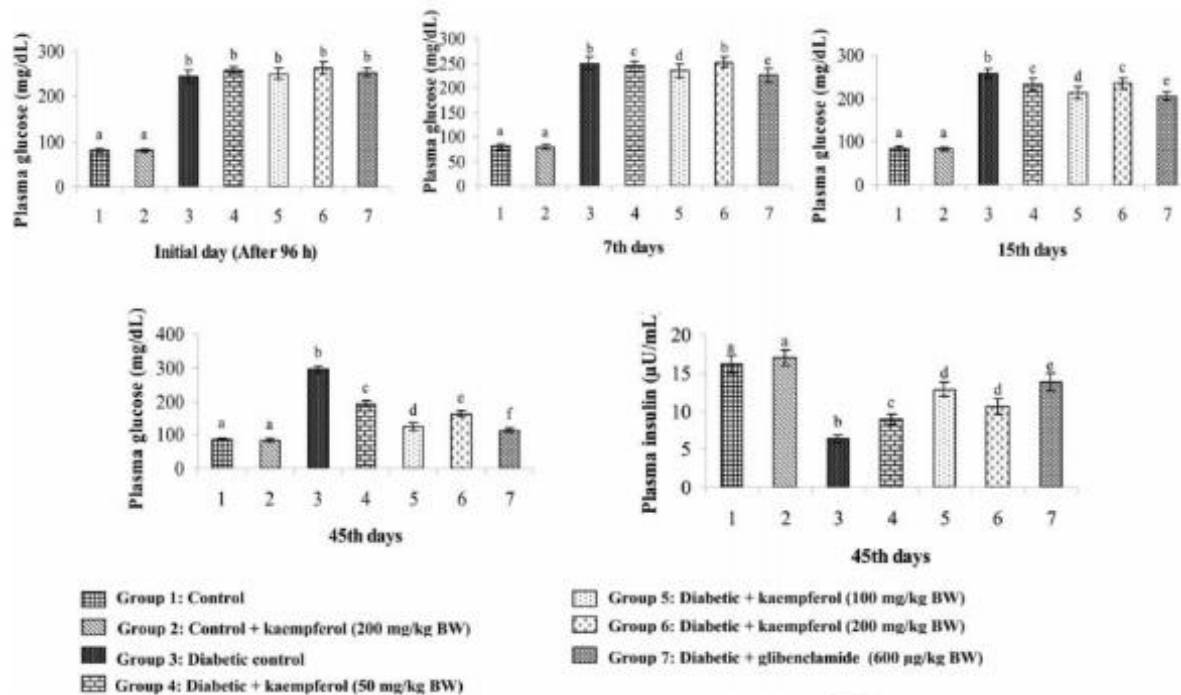 Plasma glucose (mg/dL)
300
200
100
0
a a b b b b b
1 2 3 4 5 6 7
Initial day (After 96 h)
Plasma glucose (mg/dL)
300
250
200
150
100
50
0
a a b c d b e
1 2 3 4 5 6 7
7th days
Plasma glucose (mg/dL)
300
200
100
0
a a b c d c e
1 2 3 4 5 6 7
15th days
Plasma glucose (mg/dL)
400
300
200
100
0
a a b c d e f
1 2 3 4 5 6 7
45th days
Plasma insulin (µU/mL)
20
15
10
5
0
a a b c d d e
1 2 3 4 5 6 7
45th days
Group 1: Control
Group 2: Control + kaempferol (200 mg/kg BW)
Group 3: Diabetic control
Group 4: Diabetic + kaempferol (50 mg/kg BW)
Group 5: Diabetic + kaempferol (100 mg/kg BW)
Group 6: Diabetic + kaempferol (200 mg/kg BW)
Group 7: Diabetic + glibenclamide (600 µg/kg BW)